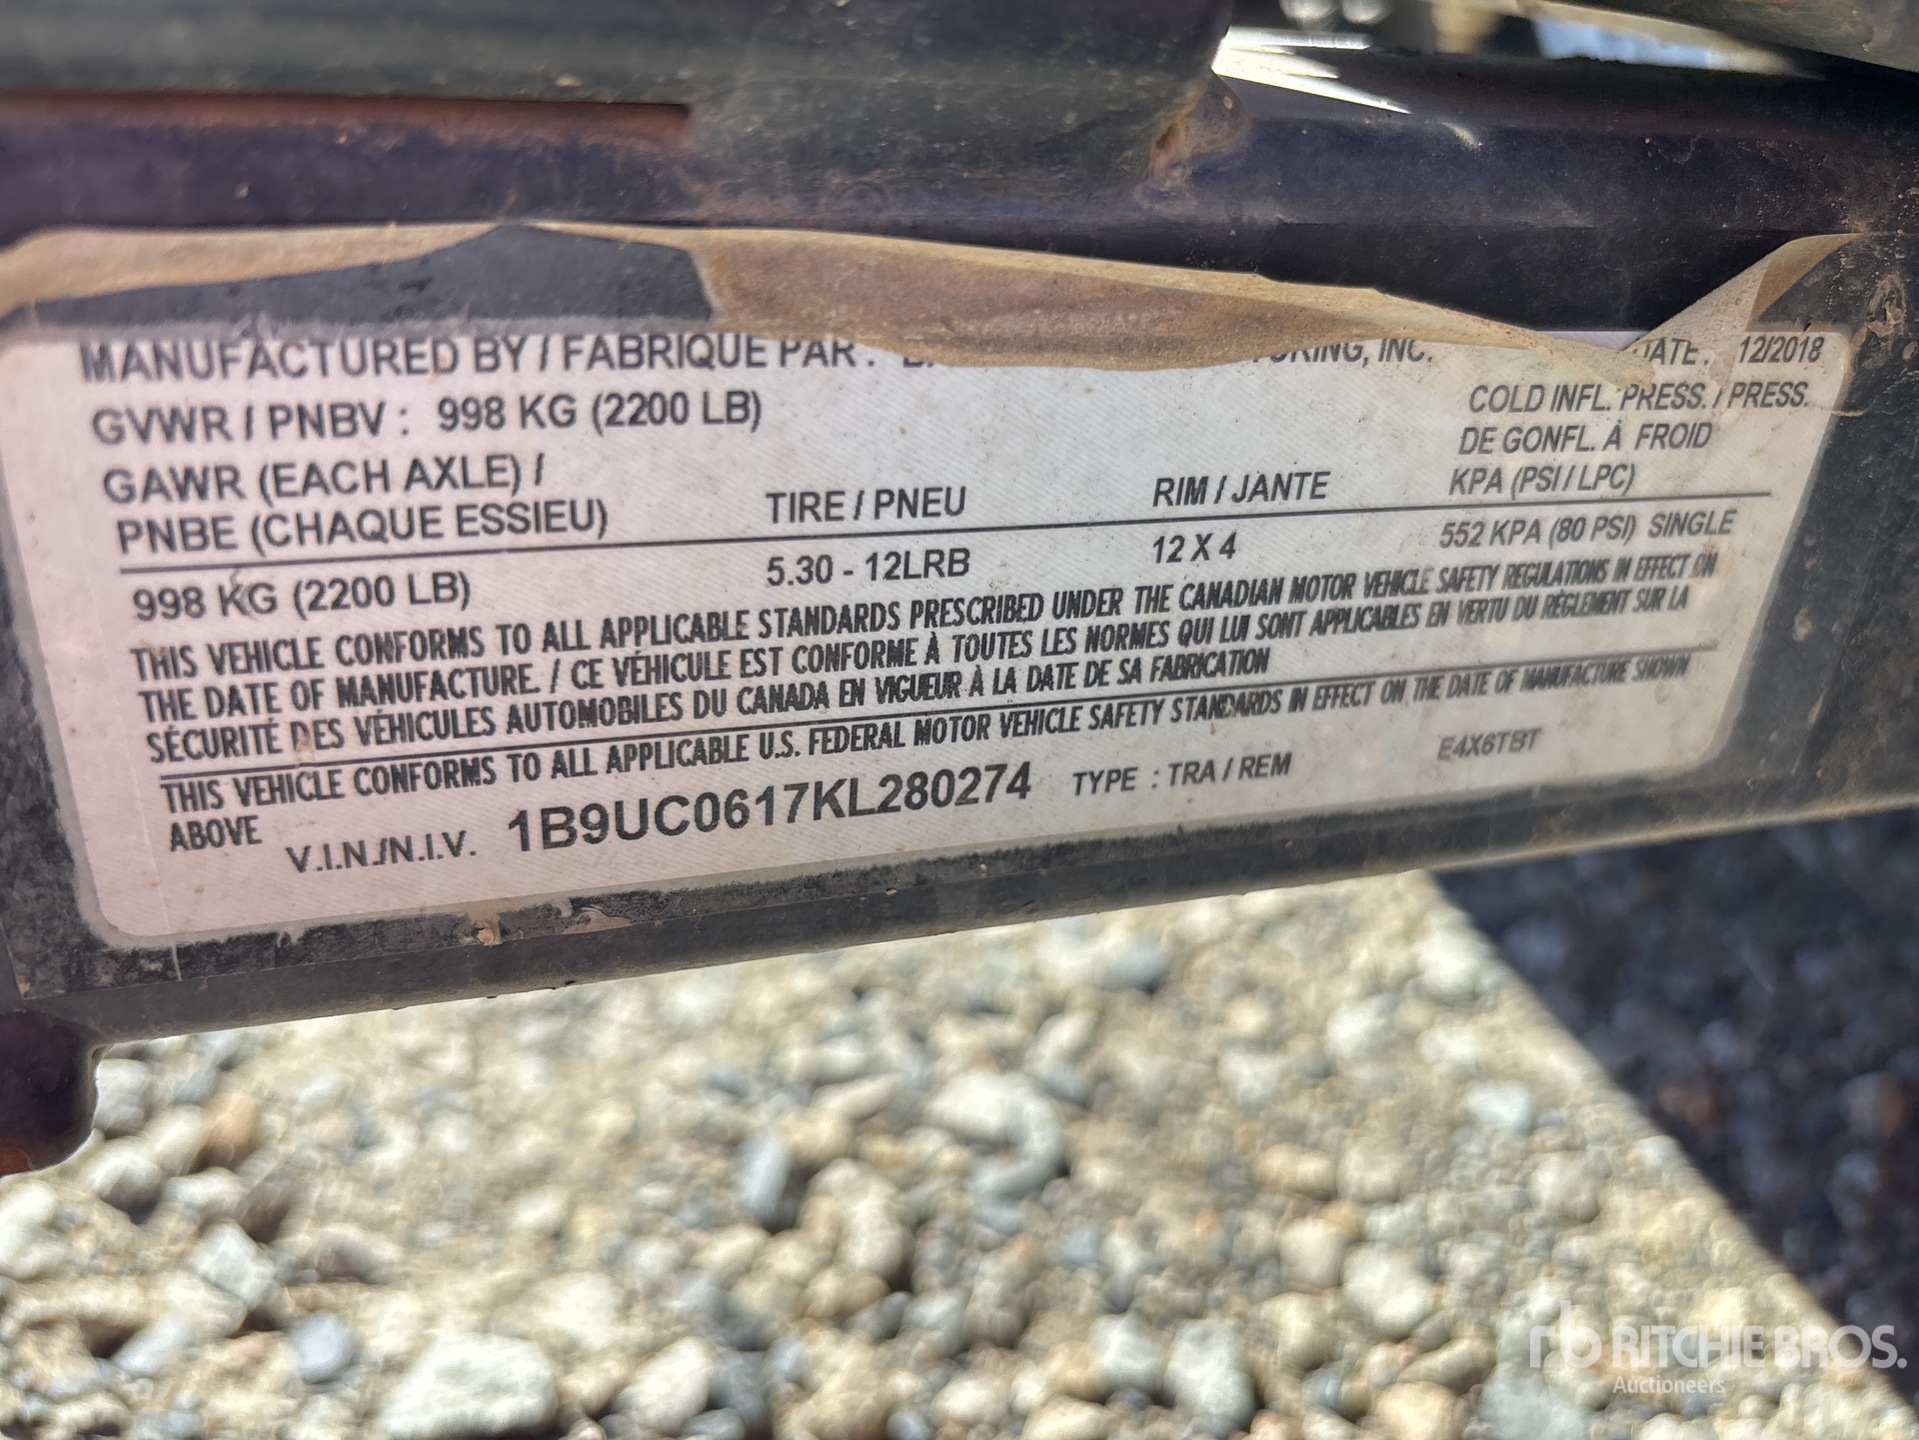 MANUFACTURED BY / FABRIQUE PAR : INC. DATE : 12/2018
GVWR / PNBV : 998 KG (2200 LB)
COLD INFL. PRESS. / PRESS.
DE GONFL. À FROID
KPA (PSI / LPC)
GAWR (EACH AXLE) /
PNBE (CHAQUE ESSIEU)
TIRE / PNEU
RIM / JANTE
998 KG (2200 LB)
5.30 - 12LRB
12 X 4
552 KPA (80 PSI) SINGLE
THIS VEHICLE CONFORMS TO ALL APPLICABLE STANDARDS PRESCRIBED UNDER THE CANADIAN MOTOR VEHICLE SAFETY REGULATIONS IN EFFECT ON
THE DATE OF MANUFACTURE. / CE VÉHICULE EST CONFORME À TOUTES LES NORMES QUI LUI SONT APPLICABLES EN VERTU DU RÈGLEMENT SUR LA
SÉCURITÉ DES VÉHICULES AUTOMOBILES DU CANADA EN VIGUEUR À LA DATE DE SA FABRICATION
THIS VEHICLE CONFORMS TO ALL APPLICABLE U.S. FEDERAL MOTOR VEHICLE SAFETY STANDARDS IN EFFECT ON THE DATE OF MANUFACTURE SHOWN
ABOVE
V.I.N./N.I.V. 1B9UC0617KL280274 TYPE : TRA / REM E4X6TBT
rb RITCHIE BROS.
Auctioneers